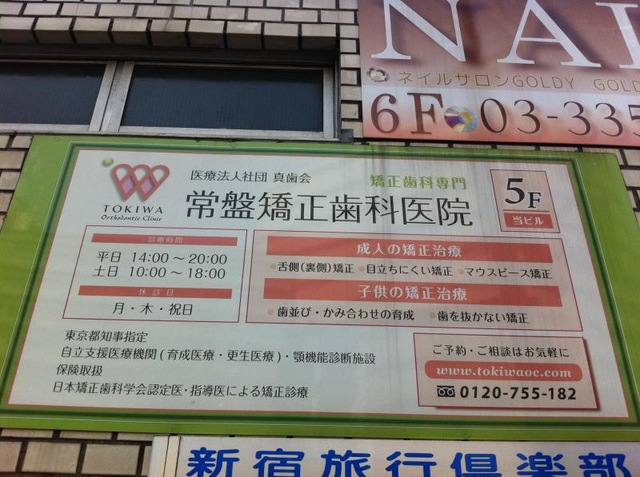 NAI
ネイルサロンGOLDY GOLD
6F 03-335
TOKIWA
Orthodontic Clinic
医療法人社団 真歯会
矯正歯科専門
常盤矯正歯科医院
5F
当ビル
診療時間
平日 14:00～20:00
土日 10:00～18:00
休診日
月・木・祝日
成人の矯正治療
・舌側(裏側)矯正 ・目立ちにくい矯正 ・マウスピース矯正
子供の矯正治療
・歯並び・かみ合わせの育成 ・歯を抜かない矯正
東京都知事指定
自立支援医療機関(育成医療・更生医療)・顎機能診断施設
保険取扱
日本矯正歯科学会認定医・指導医による矯正診療
ご予約・ご相談はお気軽に
www.tokiwaoc.com
0120-755-182
新宿旅行倶楽部